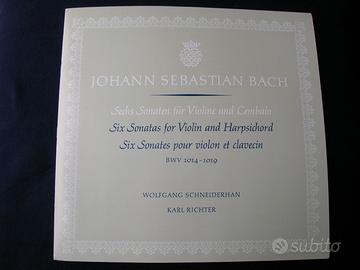 JOHANN SEBASTIAN BACH
Sechs Sonaten für Violine und Cembalo
Six Sonatas for Violin and Harpsichord
Six Sonates pour violon et clavecin
BWV 1014-1019
WOLFGANG SCHNEIDERHAN
KARL RICHTER
subito